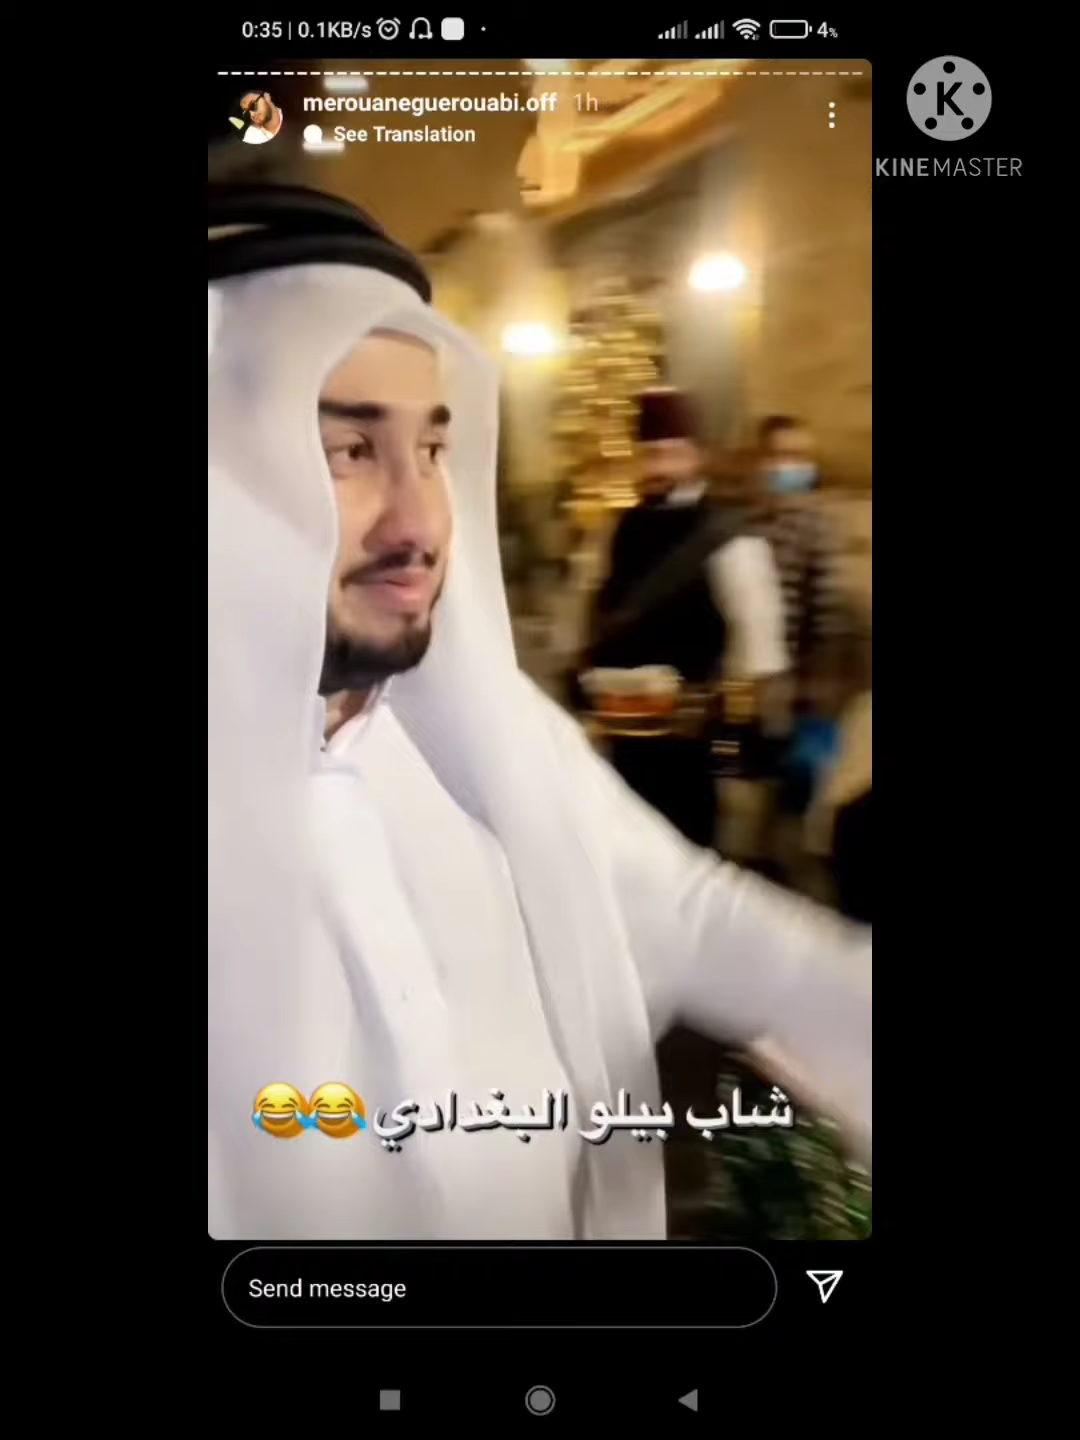 0:35 | 0.1KB/s
4%
merouaneguerouabi.off 1h
See Translation
K
KINEMASTER
شاب بيلو البغدادي 😂😂
Send message